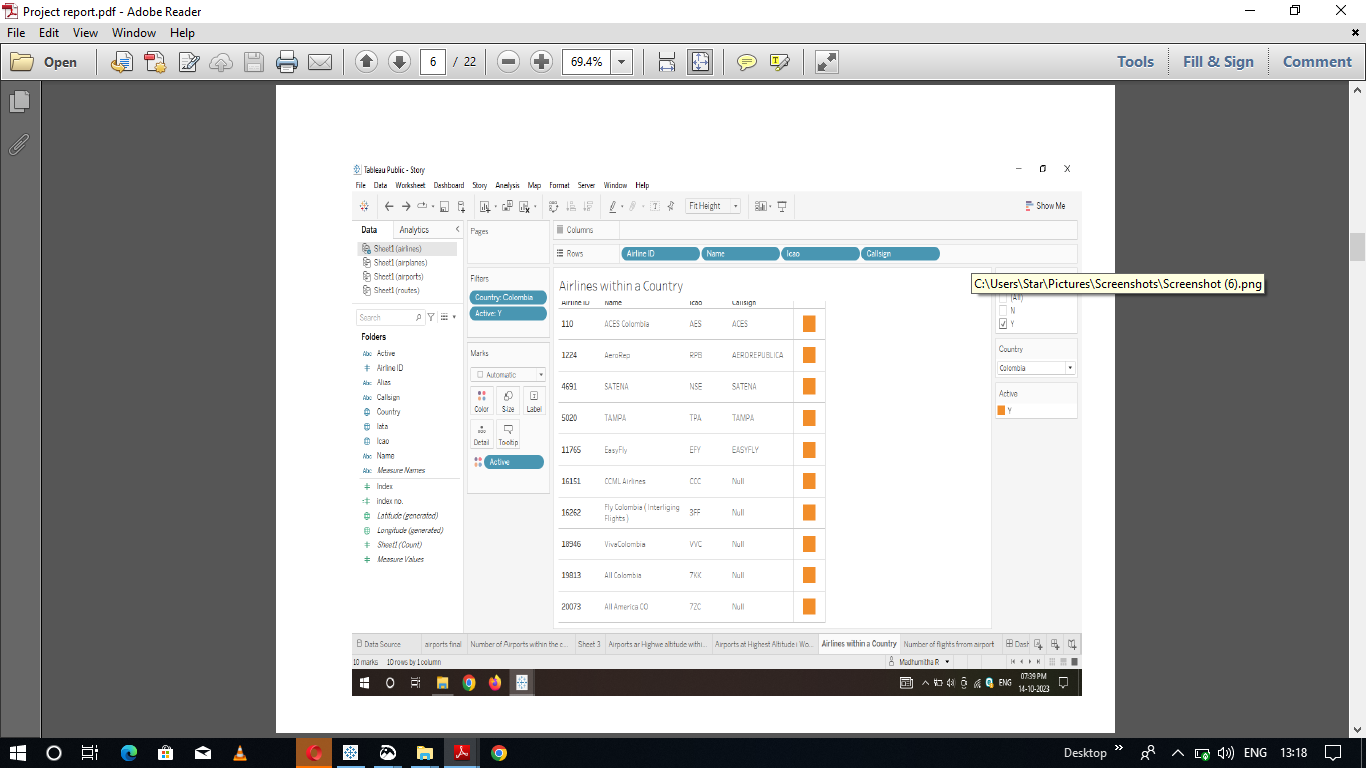 Project report.pdf - Adobe Reader
File Edit View Window Help
Open 6 / 22 69.4% Tools Fill & Sign Comment
Tableau Public - Story
File Data Worksheet Dashboard Story Analysis Map Format Server Window Help
Fit Height Show Me
Data Analytics Pages Columns
Sheet1 (airlines)
Sheet1 (airplanes)
Sheet1 (airports)
Sheet1 (routes)
Rows Airline ID Name Icao Callsign
Filters
Country: Colombia
Active: Y
Search
Folders
Abc Active
Airline ID
Abc Alias
Abc Callsign
Country
Iata
Icao
Abc Name
Abc Measure Names
Index
index no.
Latitude (generated)
Longitude (generated)
Sheet1 (Count)
Measure Values
Marks
Automatic
Color Size Label
Detail Tooltip
Active
Airlines within a Country
Airline ID Name Icao Callsign
110 ACES Colombia AES ACES
1224 AeroRep RPB AEROREPUBLICA
4691 SATENA NSE SATENA
5020 TAMPA TPA TAMPA
11765 EasyFly EFY EASYFLY
16151 CCML Airlines CCC Null
16262 Fly Colombia ( Interliging Flights ) 3FF Null
18946 VivaColombia VVC Null
19813 All Colombia 7KK Null
20073 All America CO 7ZC Null
C:\Users\Star\Pictures\Screenshots\Screenshot (6).png
(All)
N
Y
Country
Colombia
Active
Y
Data Source airports final Number of Airports within the c... Sheet 3 Airports ar Highwe altitude withi... Airports at Highest Altitude i Wo... Airlines within a Country Number of flights frrom airport Dash
10 marks 10 rows by 1 column Madhumitha R
ENG 07:39 PM
14-10-2023
Desktop ENG 13:18